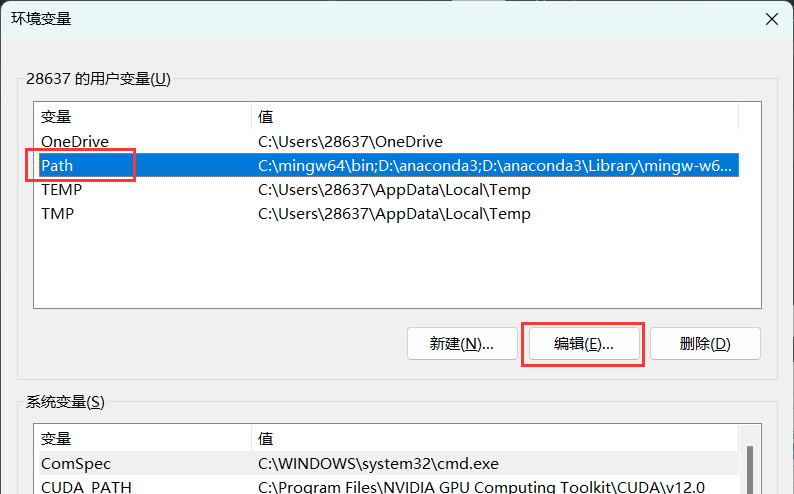 环境变量
28637 的用户变量(U)
变量 值
OneDrive C:\Users\28637\OneDrive
Path C:\mingw64\bin;D:\anaconda3;D:\anaconda3\Library\mingw-w6...
TEMP C:\Users\28637\AppData\Local\Temp
TMP C:\Users\28637\AppData\Local\Temp
新建(N)... 编辑(E)... 删除(D)
系统变量(S)
变量 值
ComSpec C:\WINDOWS\system32\cmd.exe
CUDA_PATH C:\Program Files\NVIDIA GPU Computing Toolkit\CUDA\v12.0